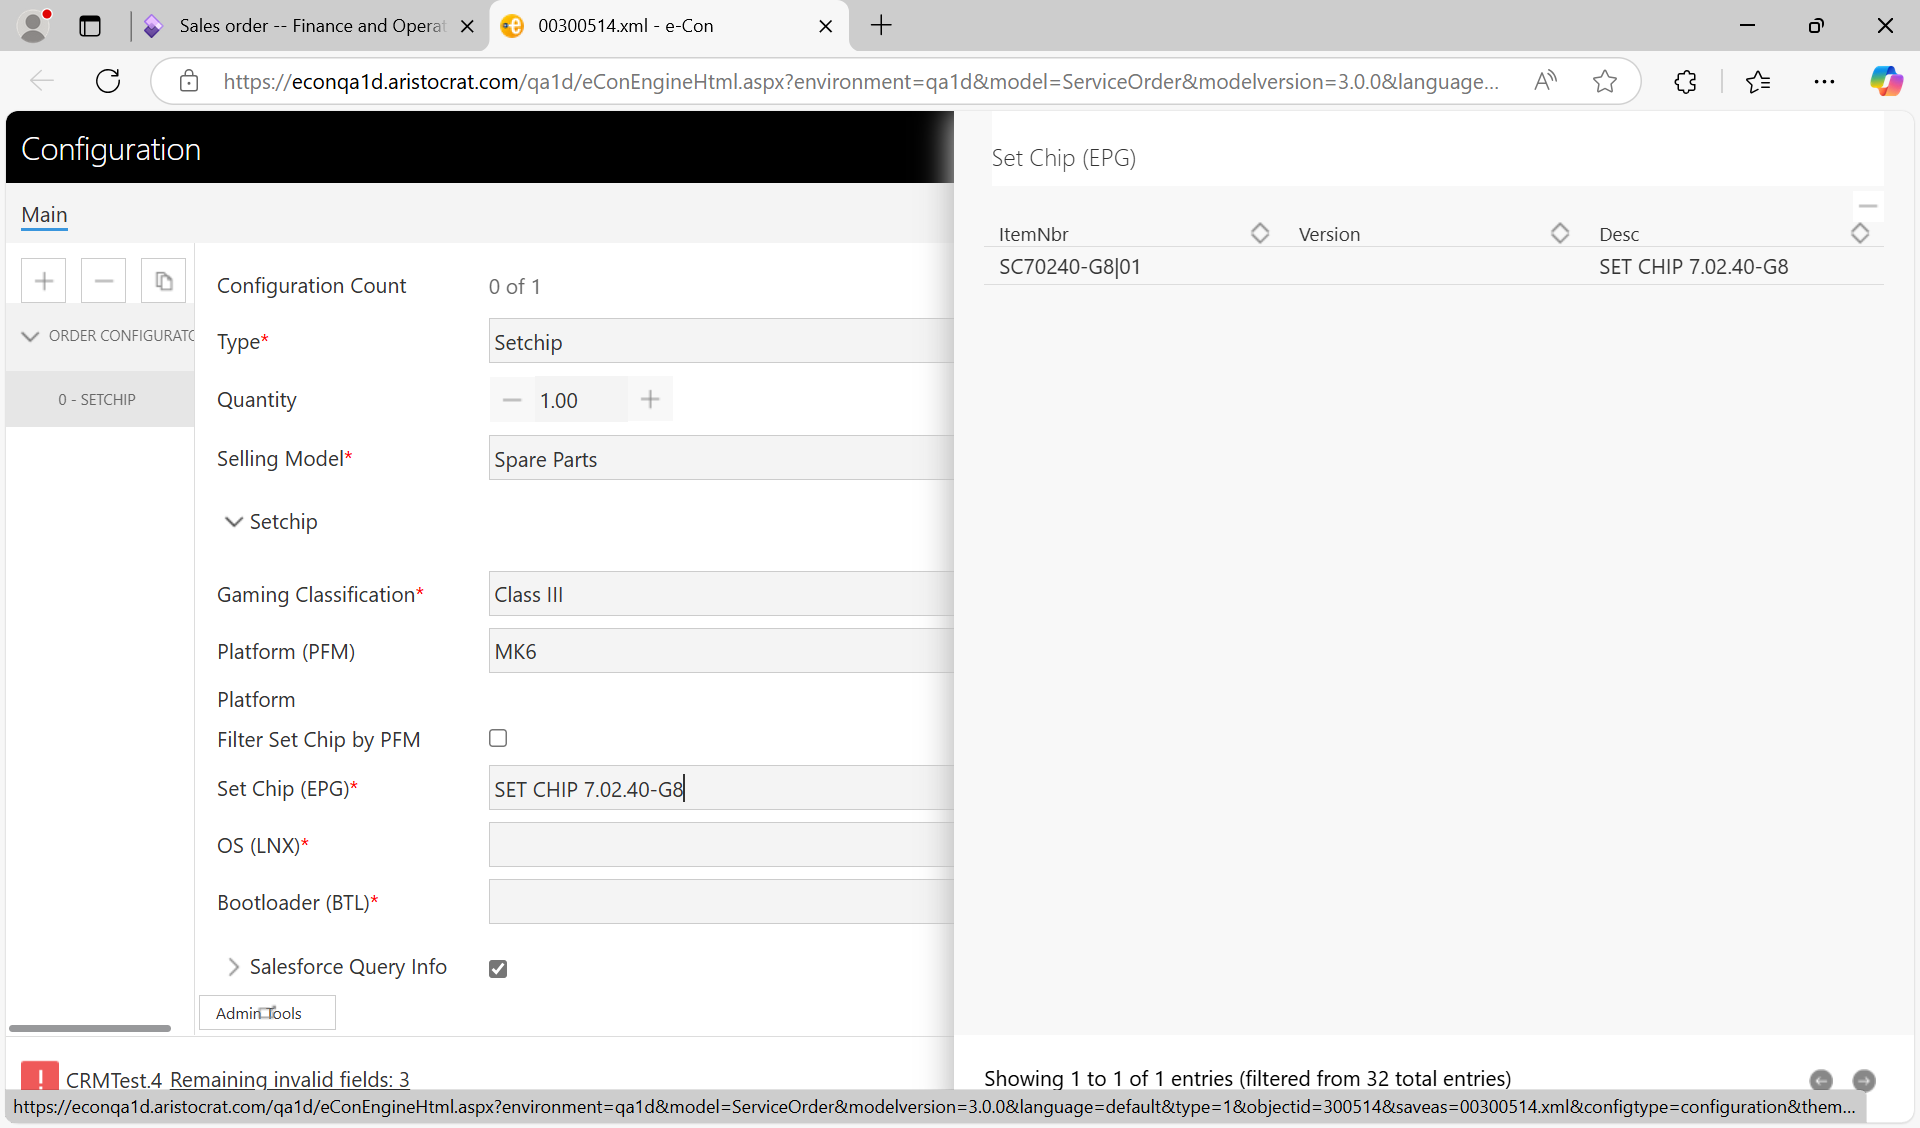 Sales order -- Finance and Operat
00300514.xml - e-Con
https://econqa1d.aristocrat.com/qa1d/eConEngineHtml.aspx?environment=qa1d&model=ServiceOrder&modelversion=3.0.0&language...
Configuration
Set Chip (EPG)
Main
ItemNbr
Version
Desc
SC70240-G8|01
SET CHIP 7.02.40-G8
ORDER CONFIGURATO
0 - SETCHIP
Configuration Count
0 of 1
Type*
Setchip
Quantity
1.00
Selling Model*
Spare Parts
Setchip
Gaming Classification*
Class III
Platform (PFM)
MK6
Platform
Filter Set Chip by PFM
Set Chip (EPG)*
SET CHIP 7.02.40-G8
OS (LNX)*
Bootloader (BTL)*
Salesforce Query Info
Admin Tools
CRMTest.4 Remaining invalid fields: 3
Showing 1 to 1 of 1 entries (filtered from 32 total entries)
https://econqa1d.aristocrat.com/qa1d/eConEngineHtml.aspx?environment=qa1d&model=ServiceOrder&modelversion=3.0.0&language=default&type=1&objectid=300514&saveas=00300514.xml&configtype=configuration&them...